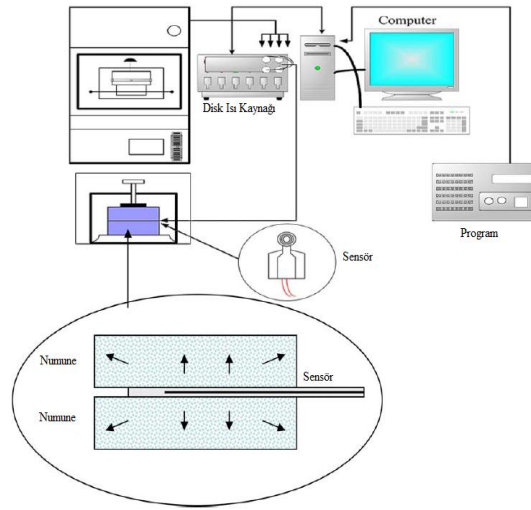 Computer
Disk Isı Kaynağı
Program
Sensör
Numune
Sensör
Numune